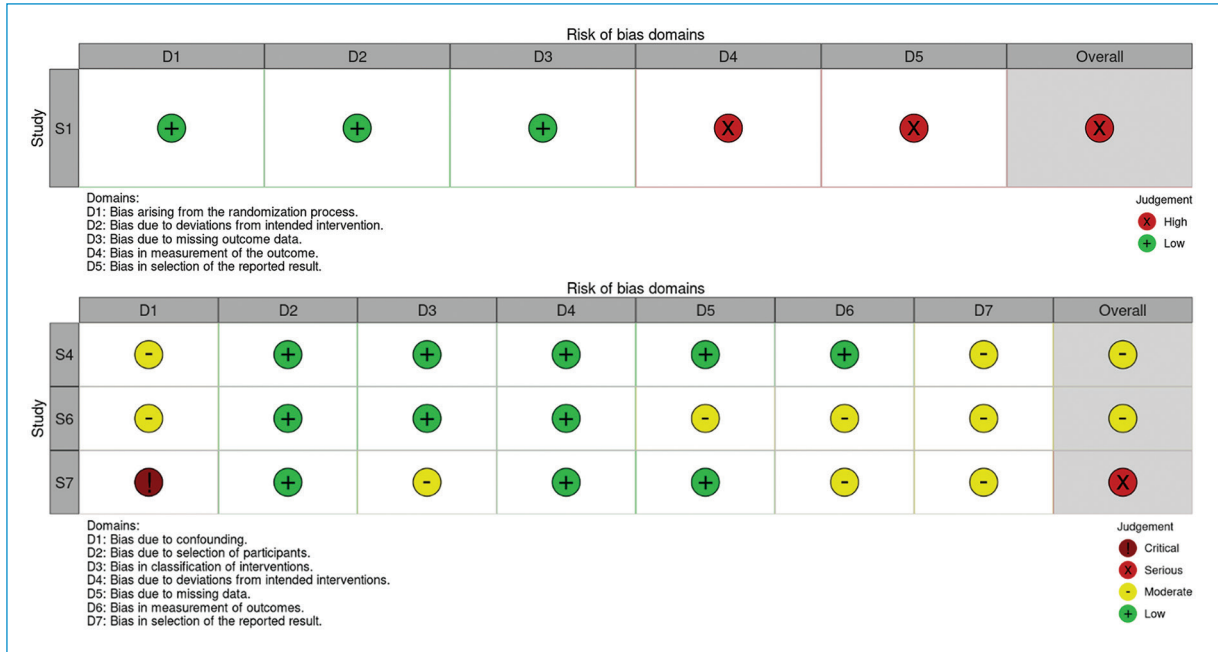 Risk of bias domains
D1 D2 D3 D4 D5 Overall
Study
S1 + + + X X X
Domains:
D1: Bias arising from the randomization process.
D2: Bias due to deviations from intended intervention.
D3: Bias due to missing outcome data.
D4: Bias in measurement of the outcome.
D5: Bias in selection of the reported result.
Judgement
X High
+ Low
Risk of bias domains
D1 D2 D3 D4 D5 D6 D7 Overall
Study
S4 - + + + + + - -
S6 - + + + - - - -
S7 ! + - + + - - X
Domains:
D1: Bias due to confounding.
D2: Bias due to selection of participants.
D3: Bias in classification of interventions.
D4: Bias due to deviations from intended interventions.
D5: Bias due to missing data.
D6: Bias in measurement of outcomes.
D7: Bias in selection of the reported result.
Judgement
! Critical
X Serious
- Moderate
+ Low